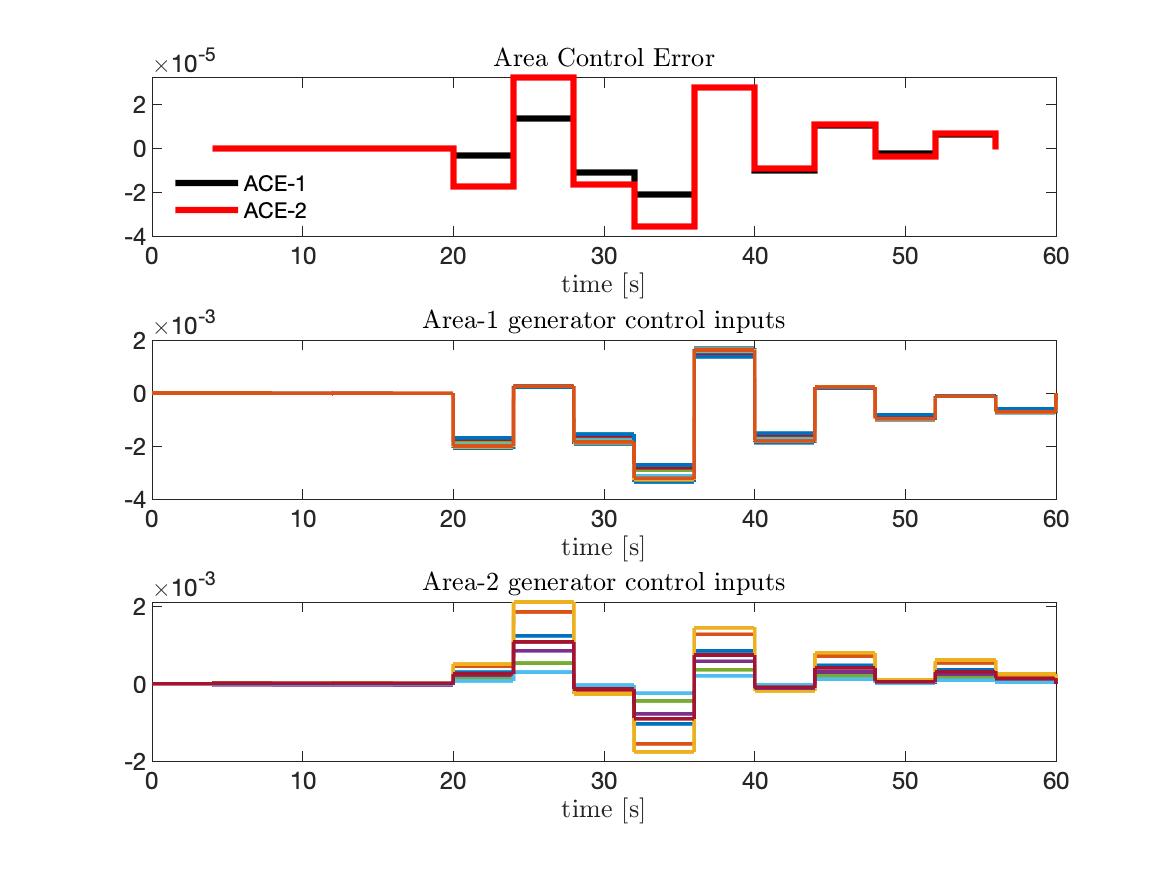 Area Control Error
×10-5
2
0
-2
-4
ACE-1
ACE-2
0 10 20 30 40 50 60
time [s]
Area-1 generator control inputs
×10-3
2
0
-2
-4
0 10 20 30 40 50 60
time [s]
Area-2 generator control inputs
×10-3
2
0
-2
0 10 20 30 40 50 60
time [s]